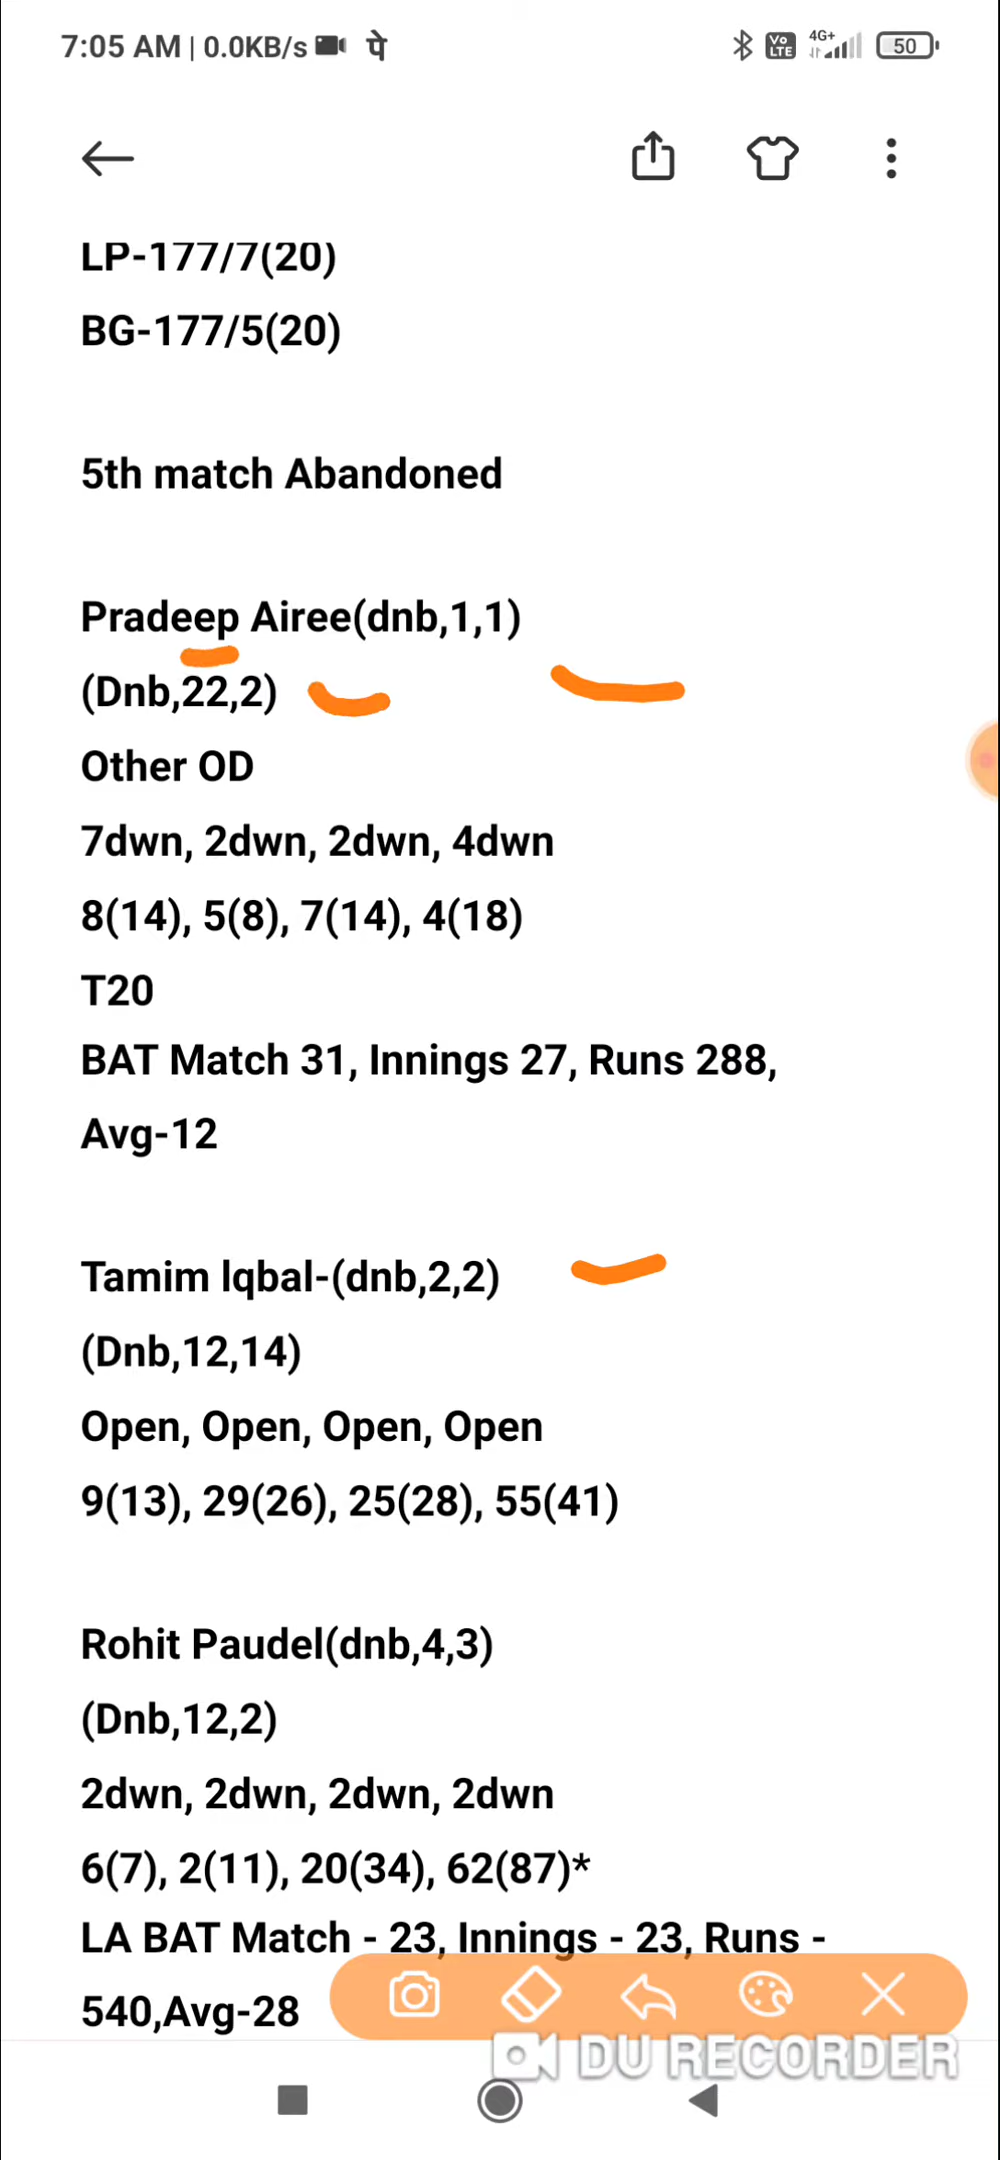 7:05 AM | 0.0KB/s पे Vo LTE 4G+ 50
LP-177/7(20)
BG-177/5(20)
5th match Abandoned
Pradeep Airee(dnb,1,1)
(Dnb,22,2)
Other OD
7dwn, 2dwn, 2dwn, 4dwn
8(14), 5(8), 7(14), 4(18)
T20
BAT Match 31, Innings 27, Runs 288,
Avg-12
Tamim Iqbal-(dnb,2,2)
(Dnb,12,14)
Open, Open, Open, Open
9(13), 29(26), 25(28), 55(41)
Rohit Paudel(dnb,4,3)
(Dnb,12,2)
2dwn, 2dwn, 2dwn, 2dwn
6(7), 2(11), 20(34), 62(87)*
LA BAT Match - 23, Innings - 23, Runs -
540,Avg-28
DU RECORDER